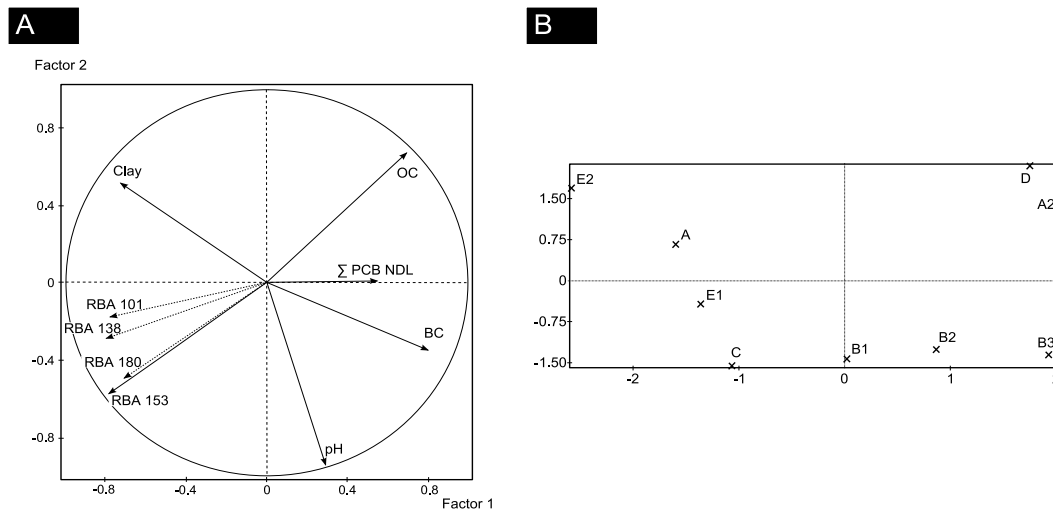 A
B
Factor 2
0.8
0.4
0
-0.4
-0.8
Clay
OC
∑ PCB NDL
RBA 101
RBA 138
RBA 180
RBA 153
BC
pH
-0.8
-0.4
0
0.4
0.8
Factor 1
1.50
0.75
0
-0.75
-1.50
E2
D
A2
A
E1
C
B1
B2
B3
-2
-1
0
1